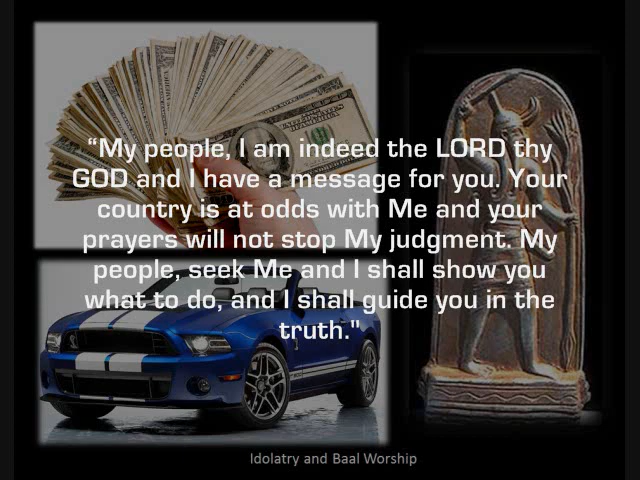 “My people, I am indeed the LORD thy
GOD and I have a message for you. Your
country is at odds with Me and your
prayers will not stop My judgment. My
people, seek Me and I shall show you
what to do, and I shall guide you in the
truth."
Idolatry and Baal Worship